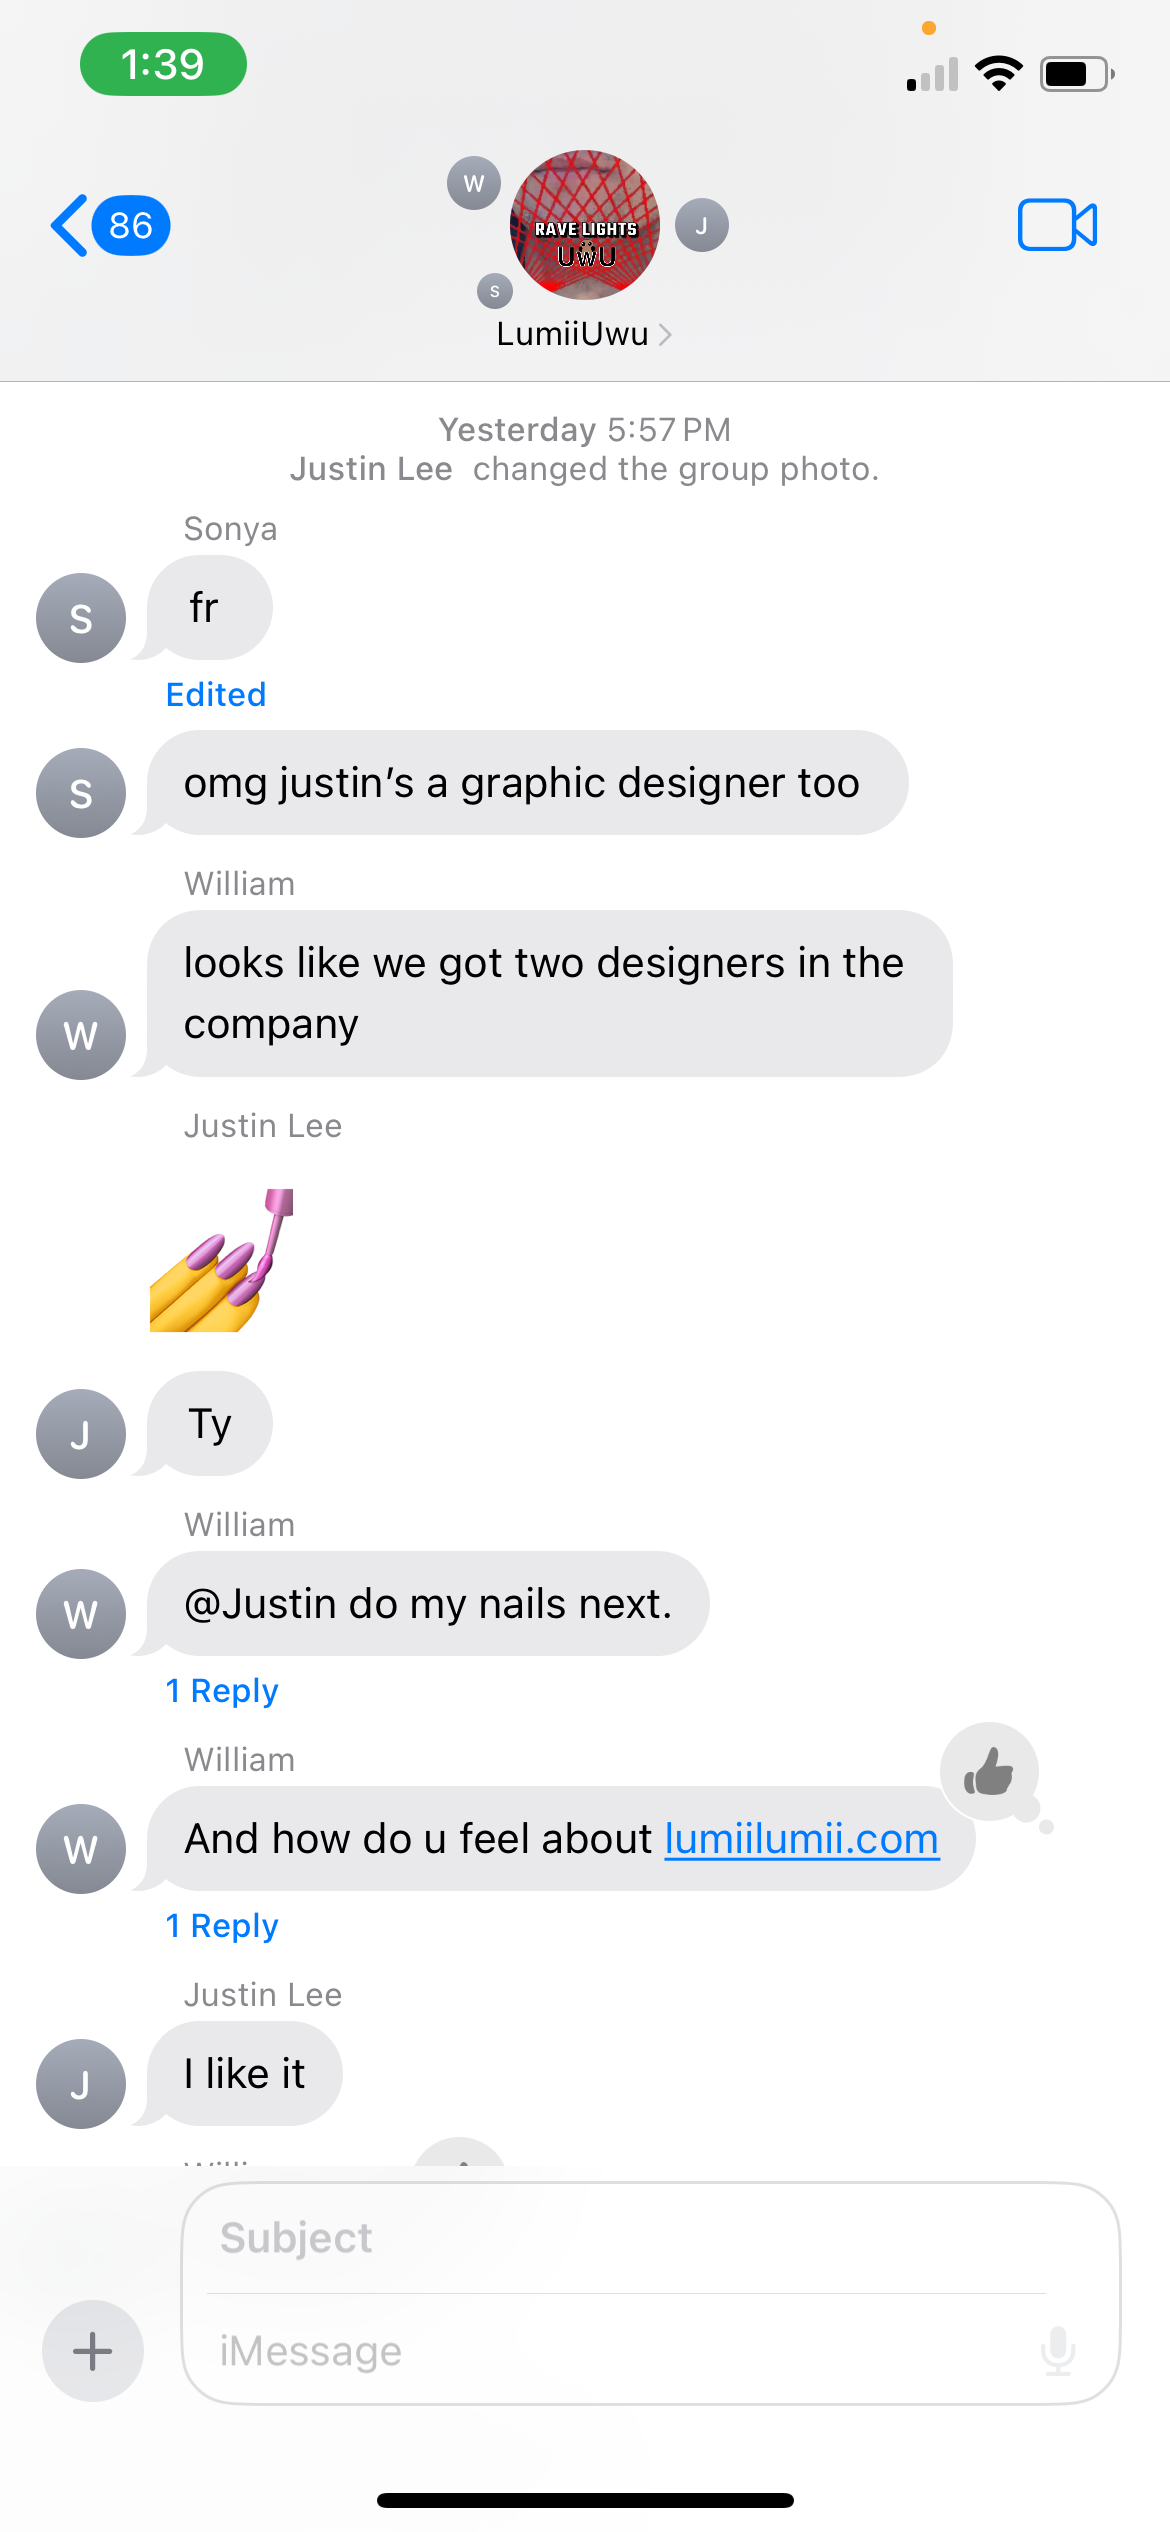 1:39
86
W
J
S
RAVE LIGHTS
UWU
LumiiUwu
Yesterday 5:57 PM
Justin Lee changed the group photo.
Sonya
S
fr
Edited
S
omg justin's a graphic designer too
William
looks like we got two designers in the
company
W
Justin Lee
J
Ty
William
W
@Justin do my nails next.
1 Reply
William
W
And how do u feel about lumiilumii.com
1 Reply
Justin Lee
J
I like it
Subject
iMessage